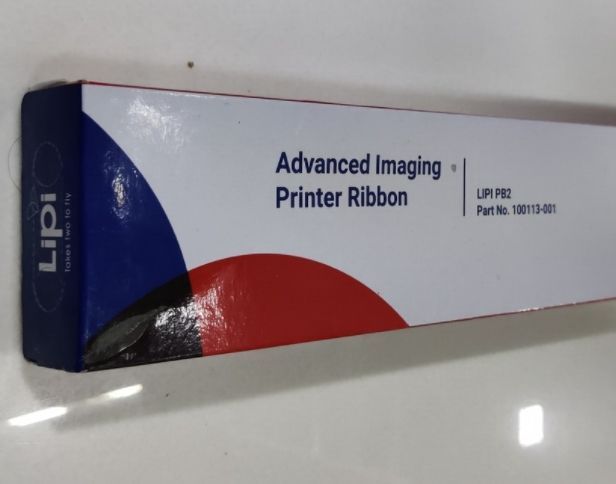 Lipi
Takes two to fly
Advanced Imaging
Printer Ribbon
LIPI PB2
Part No. 100113-001